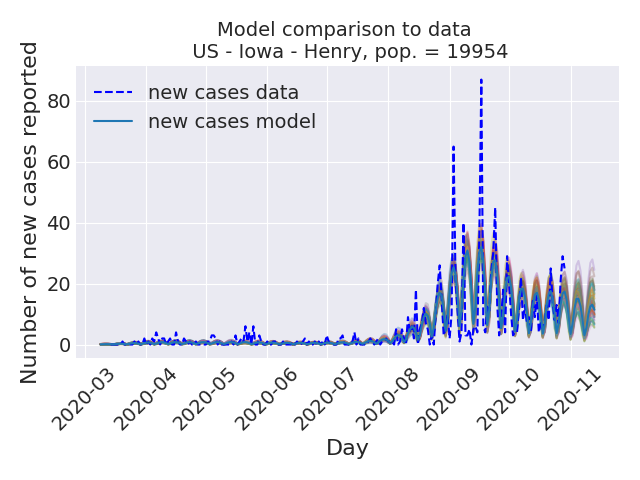 Model comparison to data
US - Iowa - Henry, pop. = 19954
new cases data
new cases model
Number of new cases reported
80
60
40
20
0
2020-03
2020-04
2020-05
2020-06
2020-07
2020-08
2020-09
2020-10
2020-11
Day